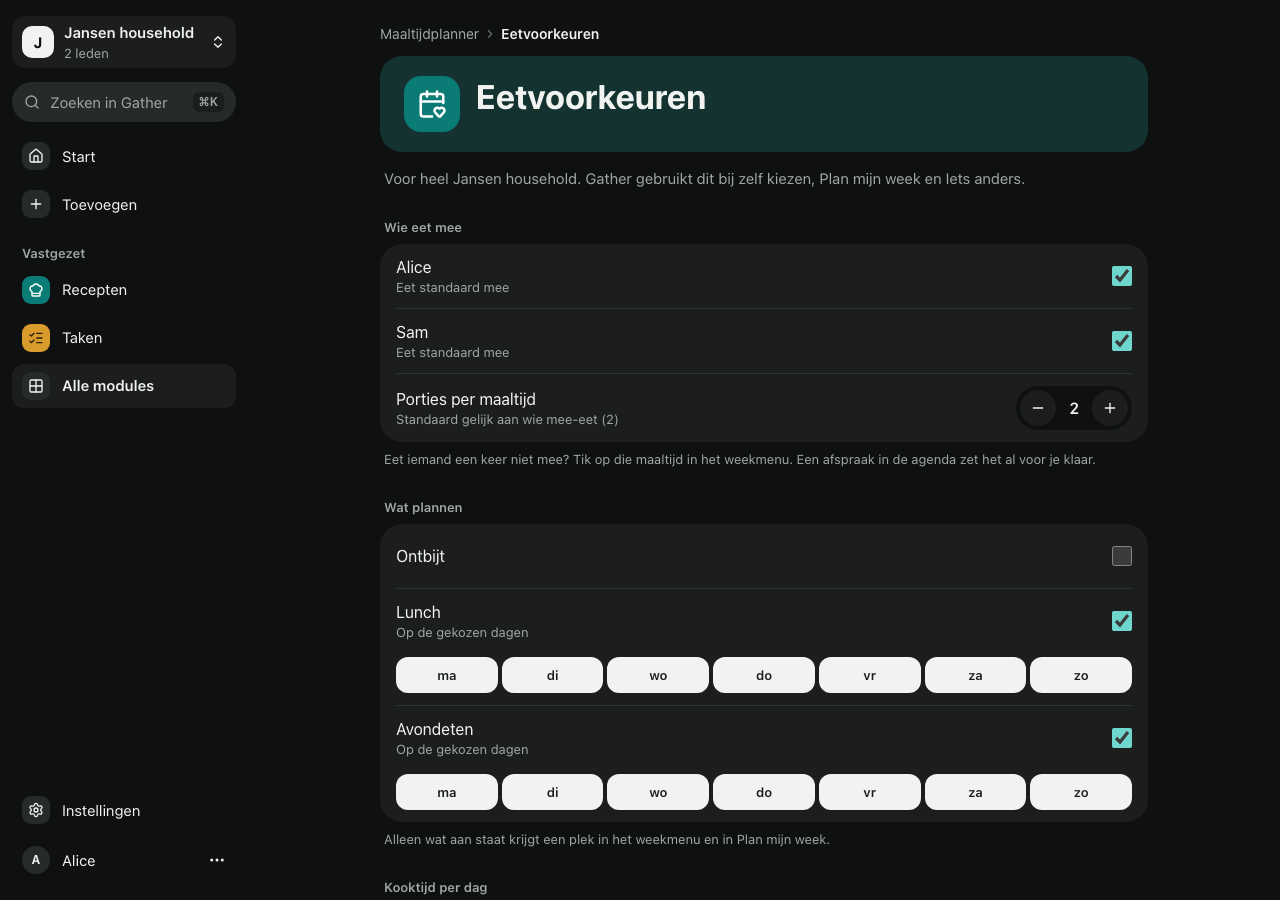 J
Jansen household
2 leden
Zoeken in Gather
⌘K
Start
Toevoegen
Vastgezet
Recepten
Taken
Alle modules
Instellingen
A
Alice
Maaltijdplanner
Eetvoorkeuren
Eetvoorkeuren
Voor heel Jansen household. Gather gebruikt dit bij zelf kiezen, Plan mijn week en Iets anders.
Wie eet mee
Alice
Eet standaard mee
Sam
Eet standaard mee
Porties per maaltijd
Standaard gelijk aan wie mee-eet (2)
2
Eet iemand een keer niet mee? Tik op die maaltijd in het weekmenu. Een afspraak in de agenda zet het al voor je klaar.
Wat plannen
Ontbijt
Lunch
Op de gekozen dagen
ma di wo do vr za zo
Avondeten
Op de gekozen dagen
ma di wo do vr za zo
Alleen wat aan staat krijgt een plek in het weekmenu en in Plan mijn week.
Kooktijd per dag